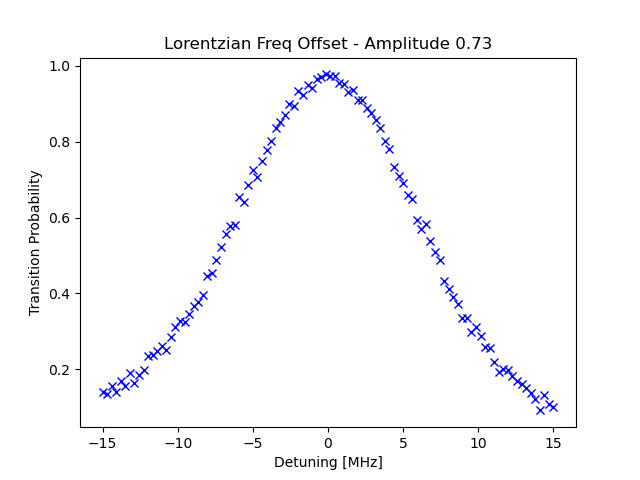 Lorentzian Freq Offset - Amplitude 0.73
1.0
0.8
0.6
0.4
0.2
Transition Probability
−15 −10 −5 0 5 10 15
Detuning [MHz]